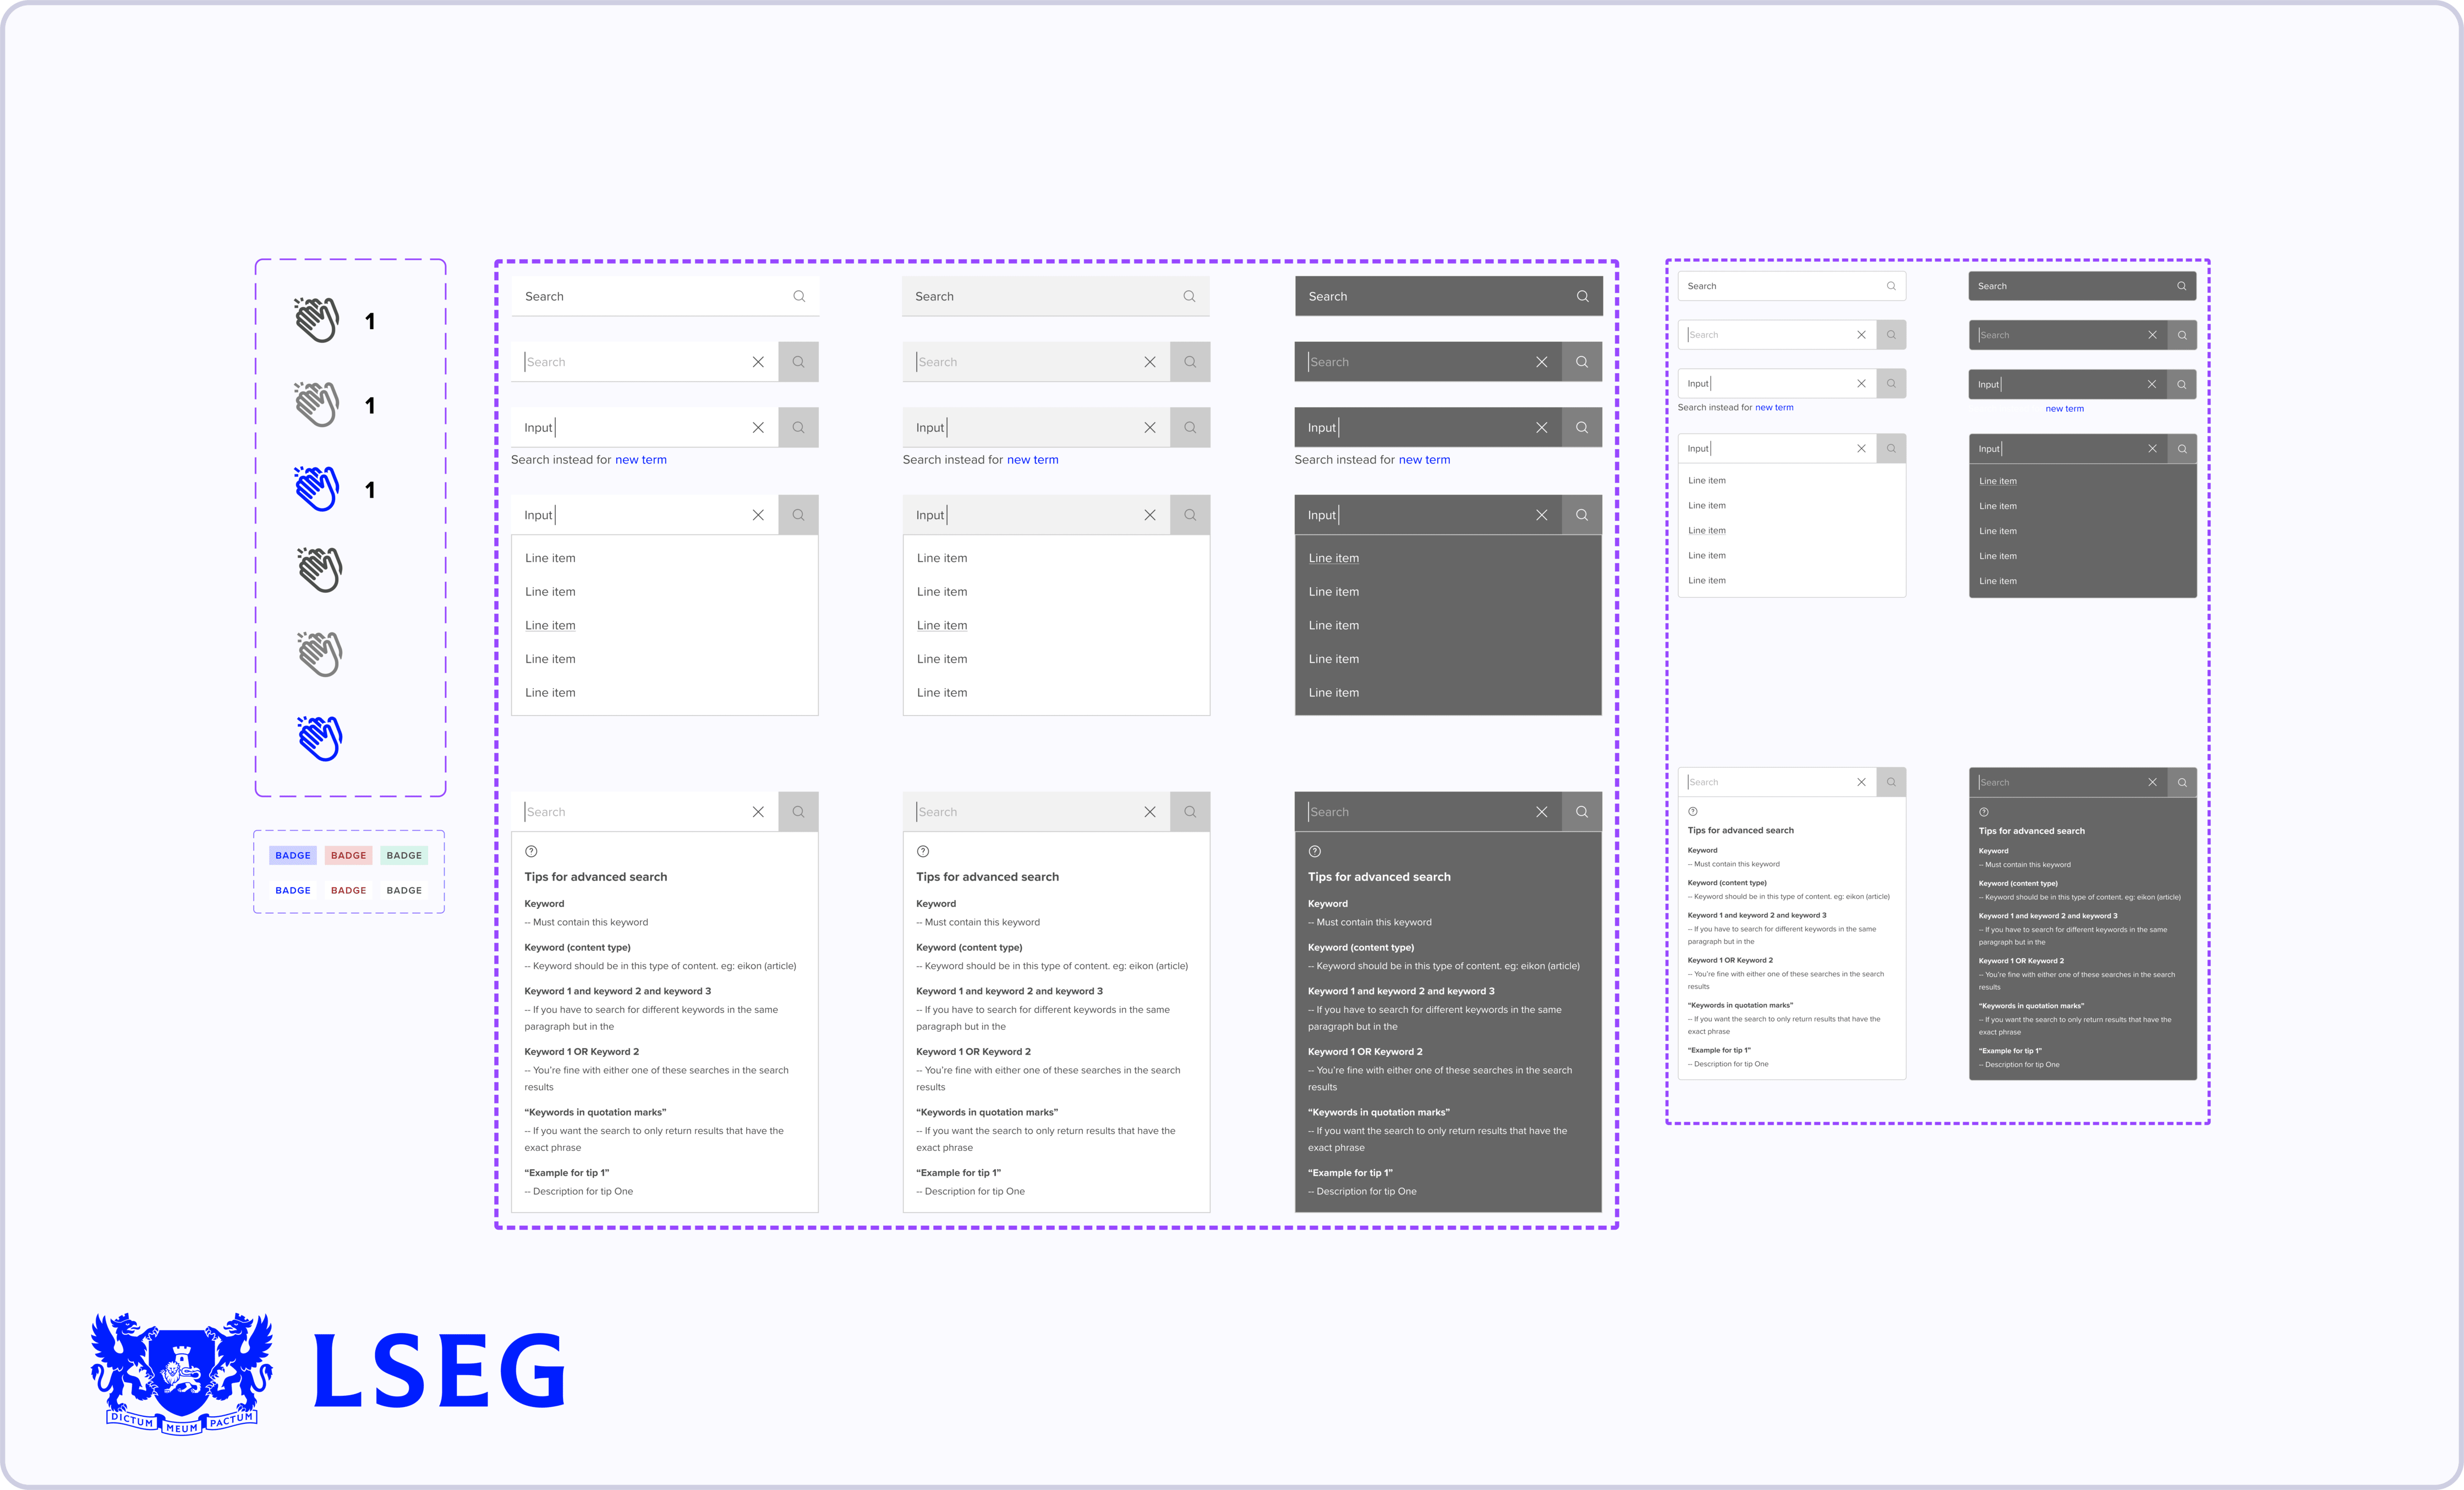 1
1
1
BADGE BADGE BADGE
BADGE BADGE BADGE
Search
Search
Input
Search instead for new term
Input
Line item
Line item
Line item
Line item
Line item
Search
Tips for advanced search
Keyword
-- Must contain this keyword
Keyword (content type)
-- Keyword should be in this type of content. eg: eikon (article)
Keyword 1 and keyword 2 and keyword 3
-- If you have to search for different keywords in the same
paragraph but in the
Keyword 1 OR Keyword 2
-- You’re fine with either one of these searches in the search
results
“Keywords in quotation marks”
-- If you want the search to only return results that have the
exact phrase
“Example for tip 1”
-- Description for tip One
Search
Search
Input
Search instead for new term
Input
Line item
Line item
Line item
Line item
Line item
Search
Tips for advanced search
Keyword
-- Must contain this keyword
Keyword (content type)
-- Keyword should be in this type of content. eg: eikon (article)
Keyword 1 and keyword 2 and keyword 3
-- If you have to search for different keywords in the same
paragraph but in the
Keyword 1 OR Keyword 2
-- You’re fine with either one of these searches in the search
results
“Keywords in quotation marks”
-- If you want the search to only return results that have the
exact phrase
“Example for tip 1”
-- Description for tip One
Search
Search
Input
Search instead for new term
Input
Line item
Line item
Line item
Line item
Line item
Search
Tips for advanced search
Keyword
-- Must contain this keyword
Keyword (content type)
-- Keyword should be in this type of content. eg: eikon (article)
Keyword 1 and keyword 2 and keyword 3
-- If you have to search for different keywords in the same
paragraph but in the
Keyword 1 OR Keyword 2
-- You’re fine with either one of these searches in the search
results
“Keywords in quotation marks”
-- If you want the search to only return results that have the
exact phrase
“Example for tip 1”
-- Description for tip One
Search
Search
Input
Search instead for new term
Input
Line item
Line item
Line item
Line item
Line item
Search
Tips for advanced search
Keyword
-- Must contain this keyword
Keyword (content type)
-- Keyword should be in this type of content. eg: eikon (article)
Keyword 1 and keyword 2 and keyword 3
-- If you have to search for different keywords in the same
paragraph but in the
Keyword 1 OR Keyword 2
-- You’re fine with either one of these searches in the search
results
“Keywords in quotation marks”
-- If you want the search to only return results that have the
exact phrase
“Example for tip 1”
-- Description for tip One
Search
Search
Input
new term
Input
Line item
Line item
Line item
Line item
Line item
Search
Tips for advanced search
Keyword
-- Must contain this keyword
Keyword (content type)
-- Keyword should be in this type of content. eg: eikon (article)
Keyword 1 and keyword 2 and keyword 3
-- If you have to search for different keywords in the same
paragraph but in the
Keyword 1 OR Keyword 2
-- You’re fine with either one of these searches in the search
results
“Keywords in quotation marks”
-- If you want the search to only return results that have the
exact phrase
“Example for tip 1”
-- Description for tip One
DICTUM MEUM PACTUM
LSEG